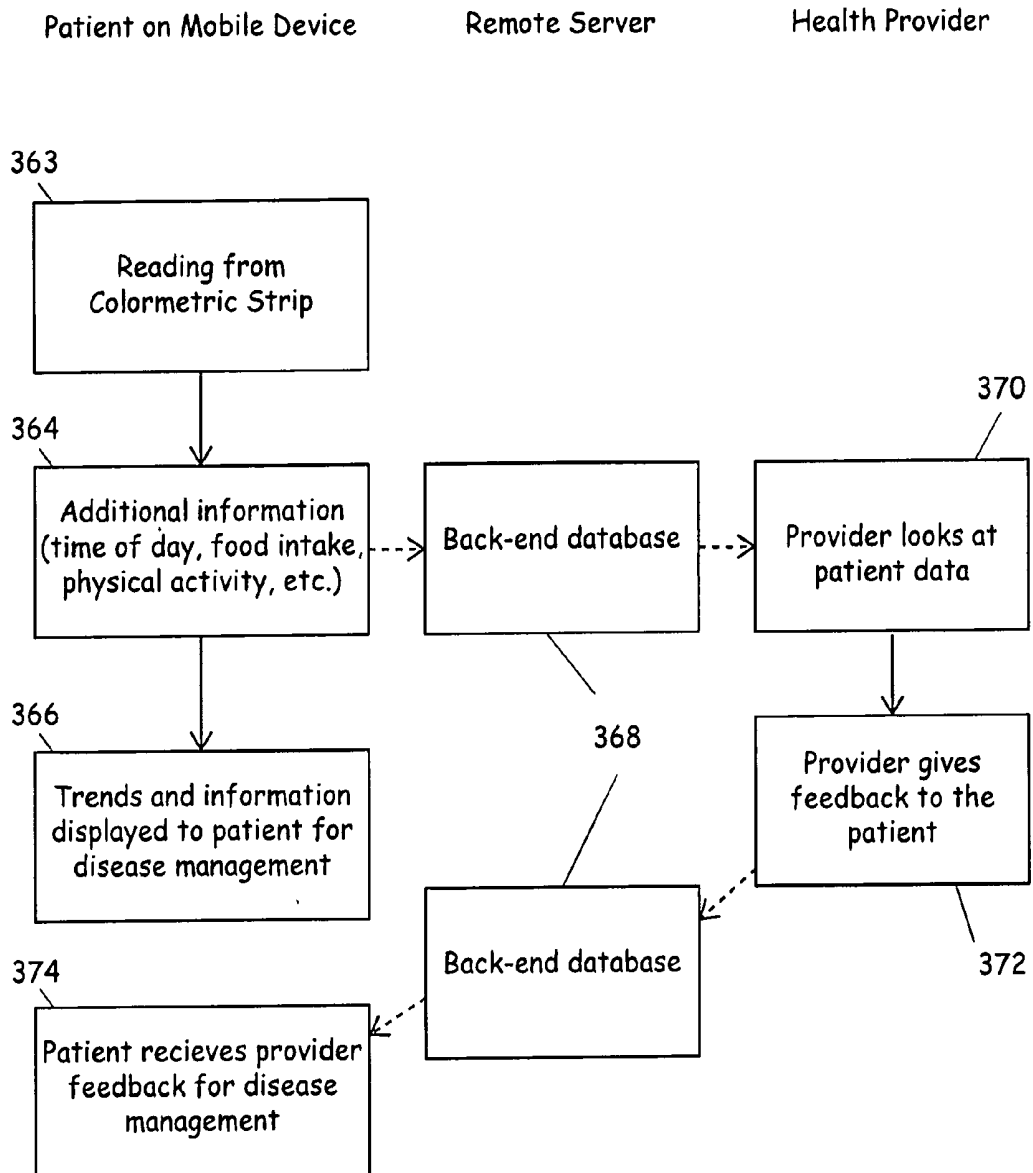 Patient on Mobile Device
Remote Server
Health Provider
363
Reading from
Colormetric Strip
364
Additional information
(time of day, food intake,
physical activity, etc.)
Back-end database
370
Provider looks at
patient data
366
Trends and information
displayed to patient for
disease management
368
Provider gives
feedback to the
patient
372
Back-end database
374
Patient recieves provider
feedback for disease
management